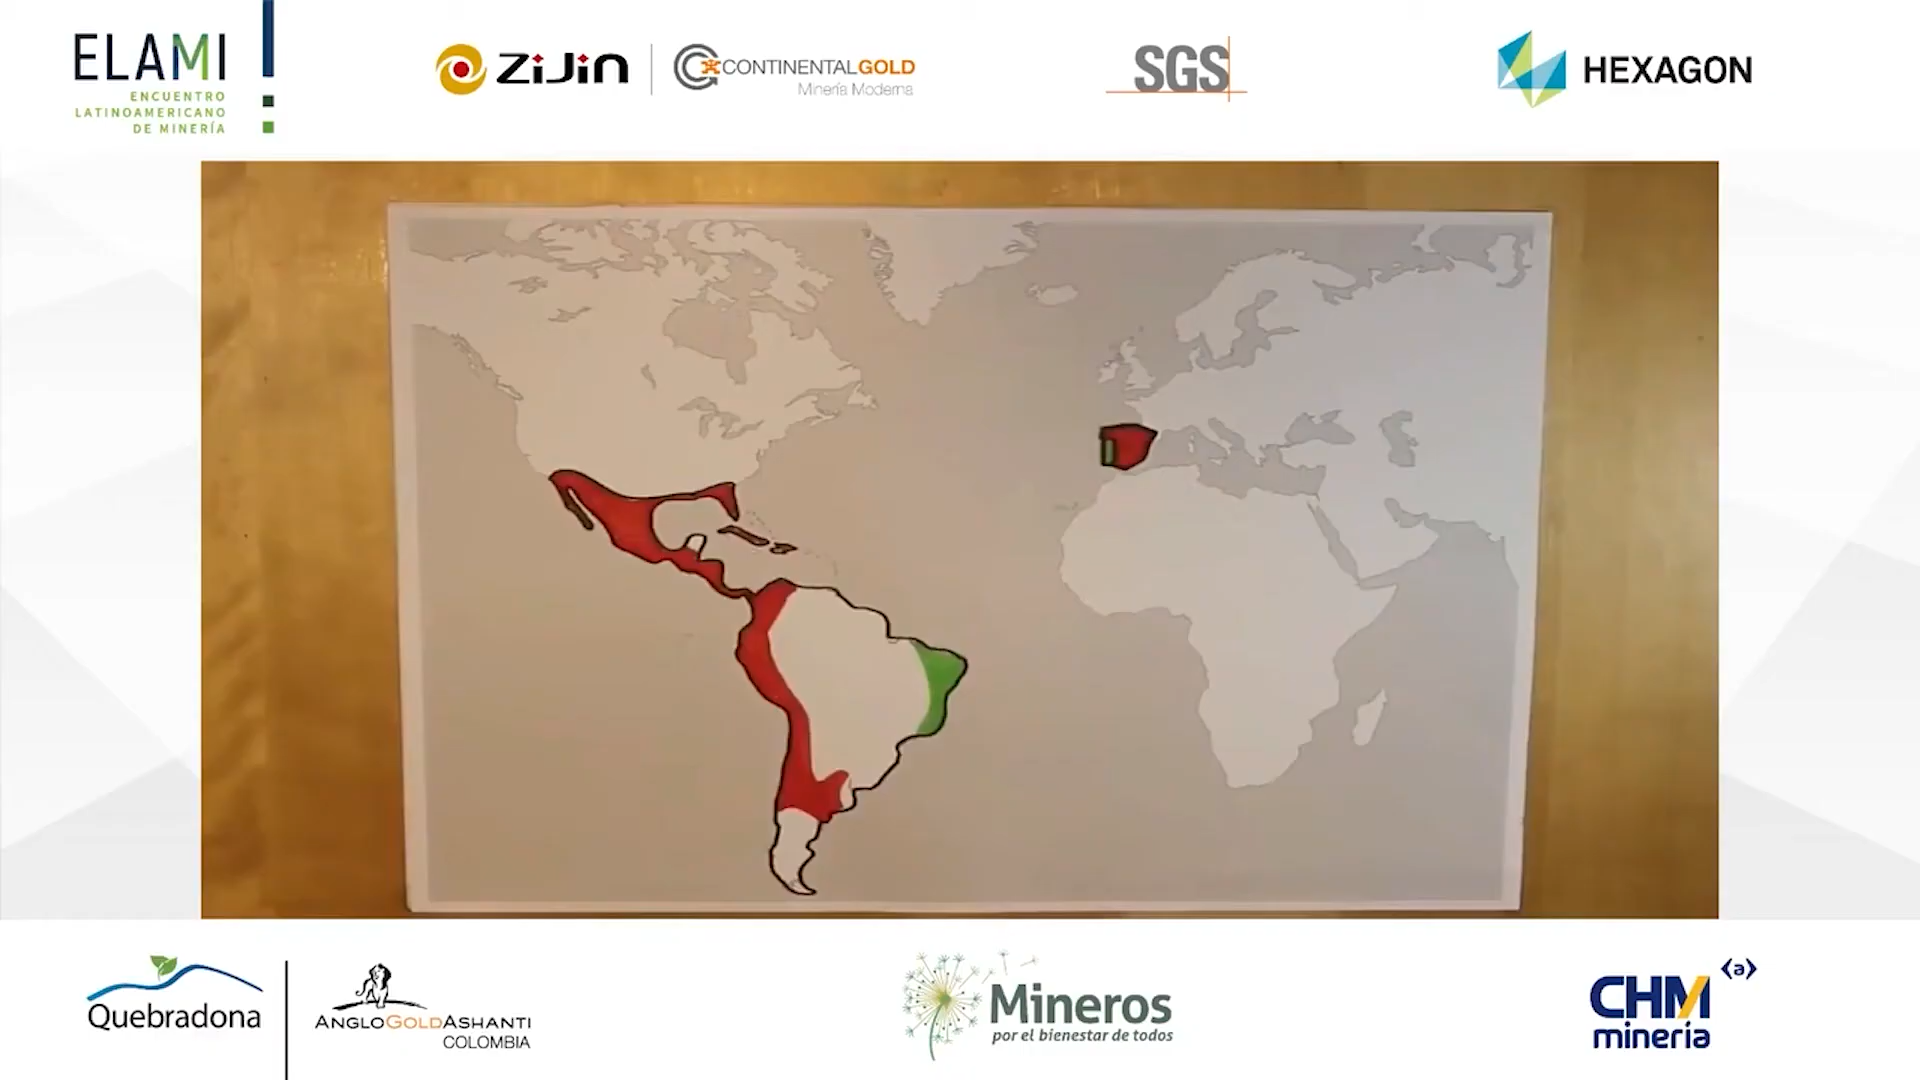 ELAMI
ENCUENTRO
LATINOAMERICANO
DE MINERÍA
ZiJin
CONTINENTALGOLD
Minería Moderna
SGS
HEXAGON
Quebradona
ANGLOGOLDASHANTI
COLOMBIA
Mineros
por el bienestar de todos
CHM
minería
(a)